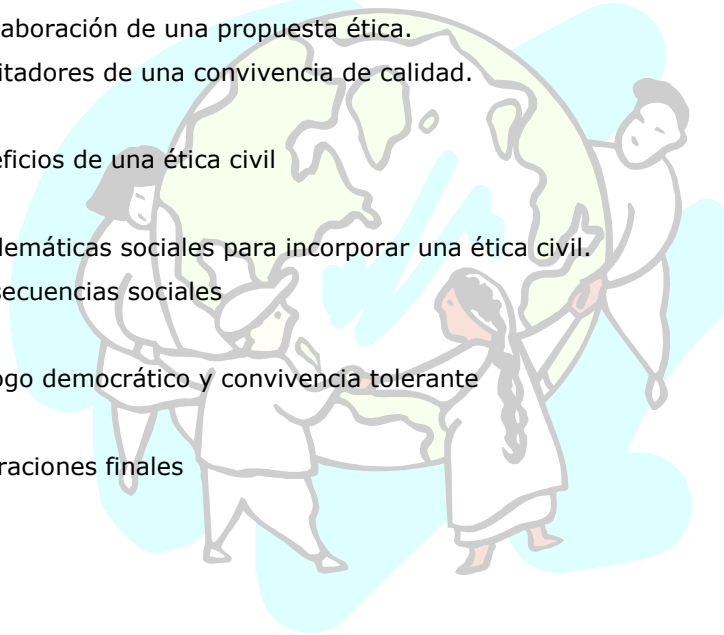 aboración de una propuesta ética.
itadores de una convivencia de calidad.
eficios de una ética civil
lemáticas sociales para incorporar una ética civil.
secuencias sociales
ogo democrático y convivencia tolerante
raciones finales